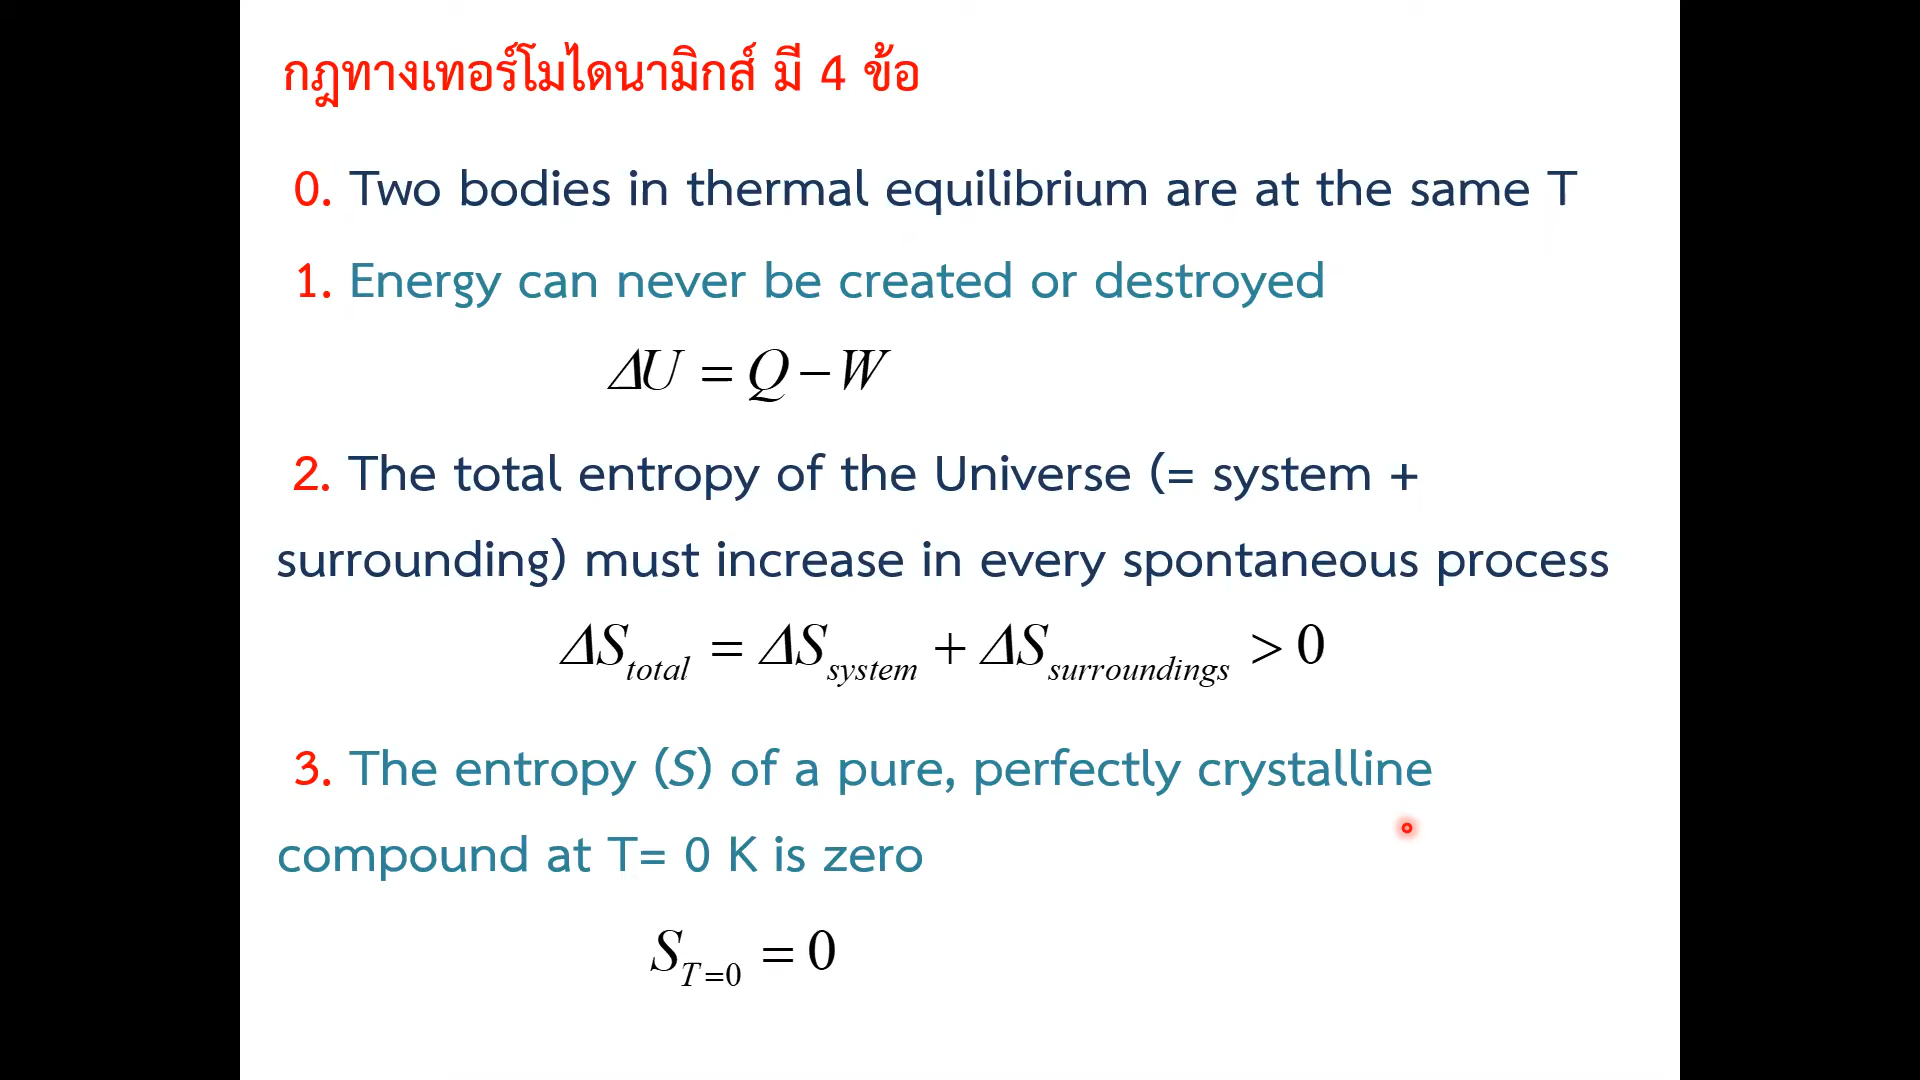 กฎทางเทอร์โมไดนามิกส์ มี 4 ข้อ
0. Two bodies in thermal equilibrium are at the same T
1. Energy can never be created or destroyed
ΔU = Q – W
2. The total entropy of the Universe (= system +
surrounding) must increase in every spontaneous process
ΔS_total = ΔS_system + ΔS_surroundings > 0
3. The entropy (S) of a pure, perfectly crystalline
compound at T= 0 K is zero
S_T=0 = 0